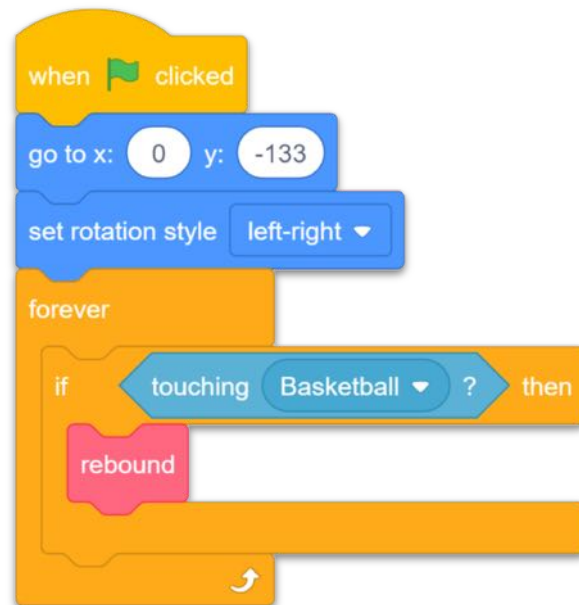 when clicked
go to x: 0 y: -133
set rotation style left-right
forever
if touching Basketball ? then
rebound